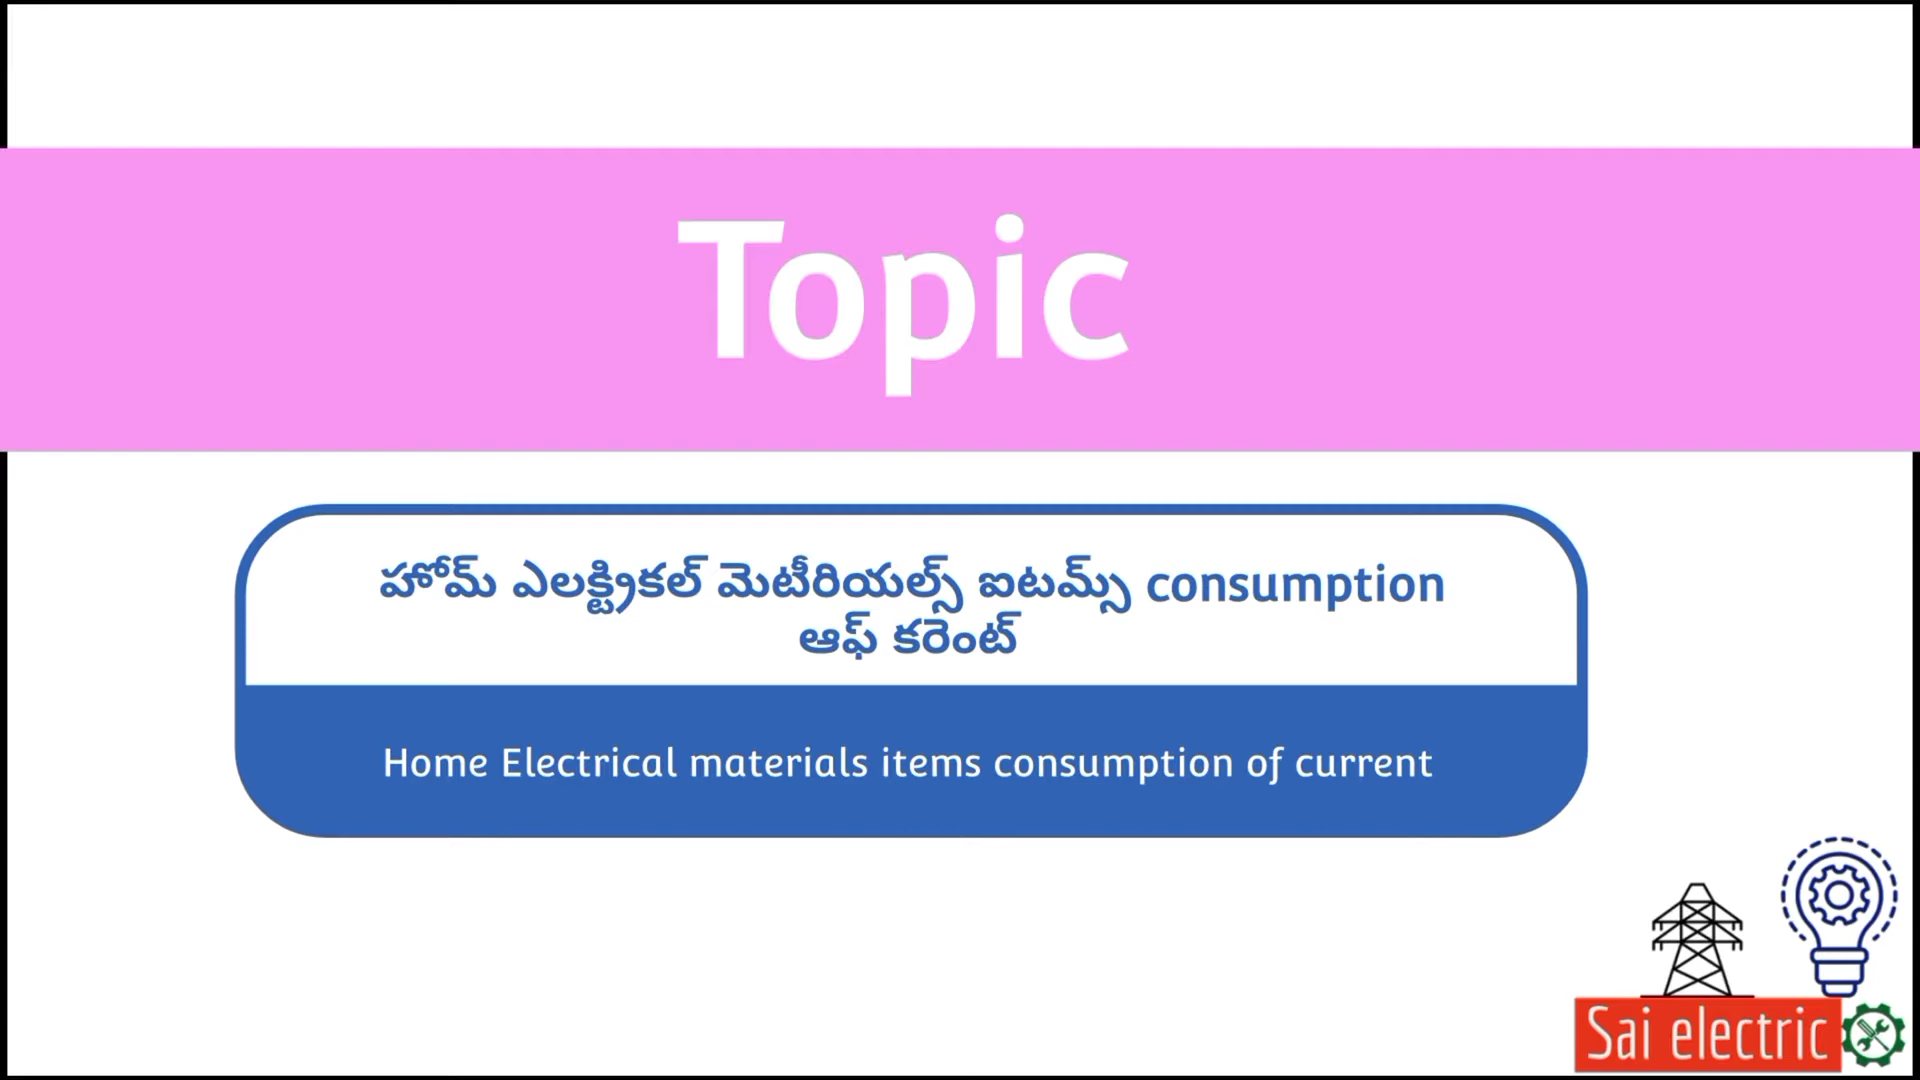 Topic
హోమ్ ఎలక్ట్రికల్ మెటీరియల్స్ ఐటమ్స్ consumption
ఆఫ్ కరెంట్
Home Electrical materials items consumption of current
Sai electric